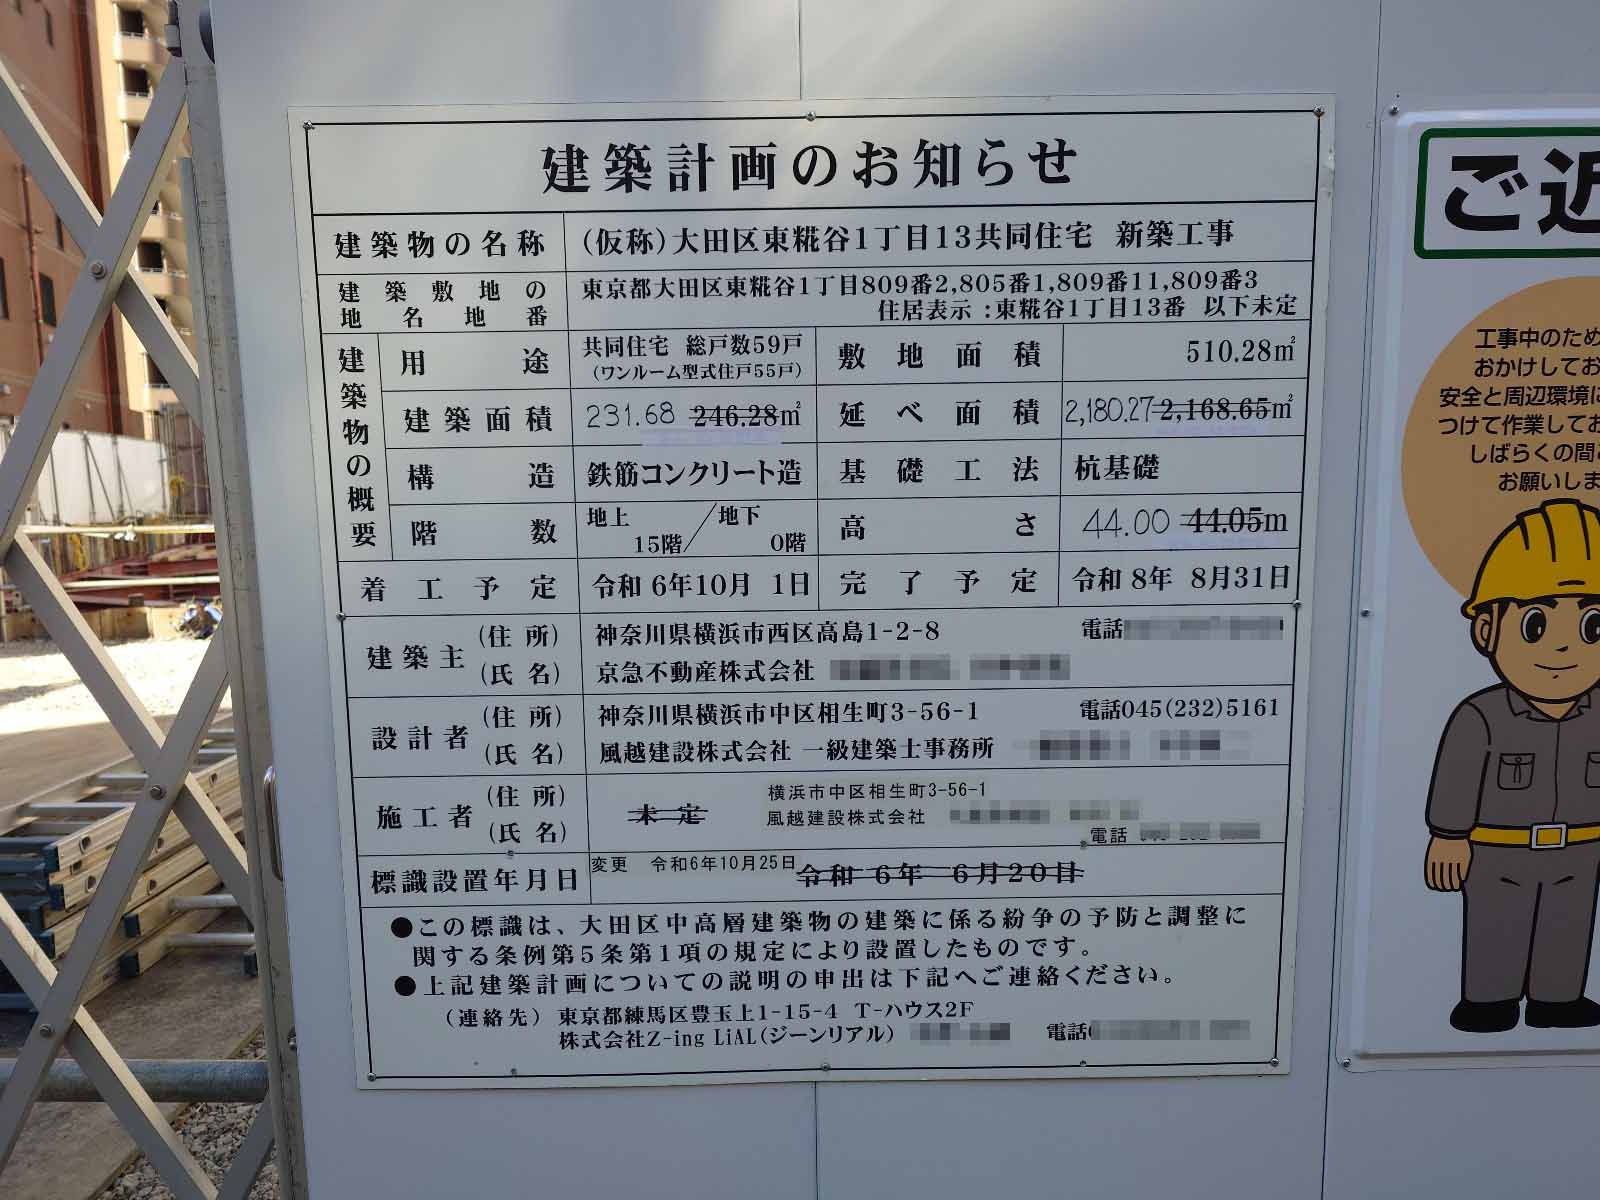 建築計画のお知らせ
建築物の名称 (仮称)大田区東糀谷1丁目13共同住宅 新築工事
建築敷地の地名地番 東京都大田区東糀谷1丁目809番2,805番1,809番11,809番3
住居表示:東糀谷1丁目13番 以下未定
建築物の概要
用途 共同住宅 総戸数59戸
(ワンルーム型式住戸55戸)
敷地面積 510.28㎡
建築面積 231.68 246.28㎡
延べ面積 2,180.27 2,168.65㎡
構造 鉄筋コンクリート造
基礎工法 杭基礎
階数 地上 15階/地下 0階
高さ 44.00 44.05m
着工予定 令和 6年10月 1日
完了予定 令和 8年 8月31日
建築主 (住所) 神奈川県横浜市西区高島1-2-8 電話
(氏名) 京急不動産株式会社
設計者 (住所) 神奈川県横浜市中区相生町3-56-1 電話045(232)5161
(氏名) 風越建設株式会社 一級建築士事務所
施工者 (住所) 未定 横浜市中区相生町3-56-1
(氏名) 風越建設株式会社
電話
標識設置年月日 変更 令和6年10月25日 令和 6年 6月20日
●この標識は、大田区中高層建築物の建築に係る紛争の予防と調整に
関する条例第5条第1項の規定により設置したものです。
●上記建築計画についての説明の申出は下記へご連絡ください。
(連絡先) 東京都練馬区豊玉上1-15-4 T-ハウス2F
株式会社Z-ing LiAL(ジーンリアル) 電話
ご近
工事中のため
おかけしてお
安全と周辺環境に
つけて作業してお
しばらくの間
お願いしま